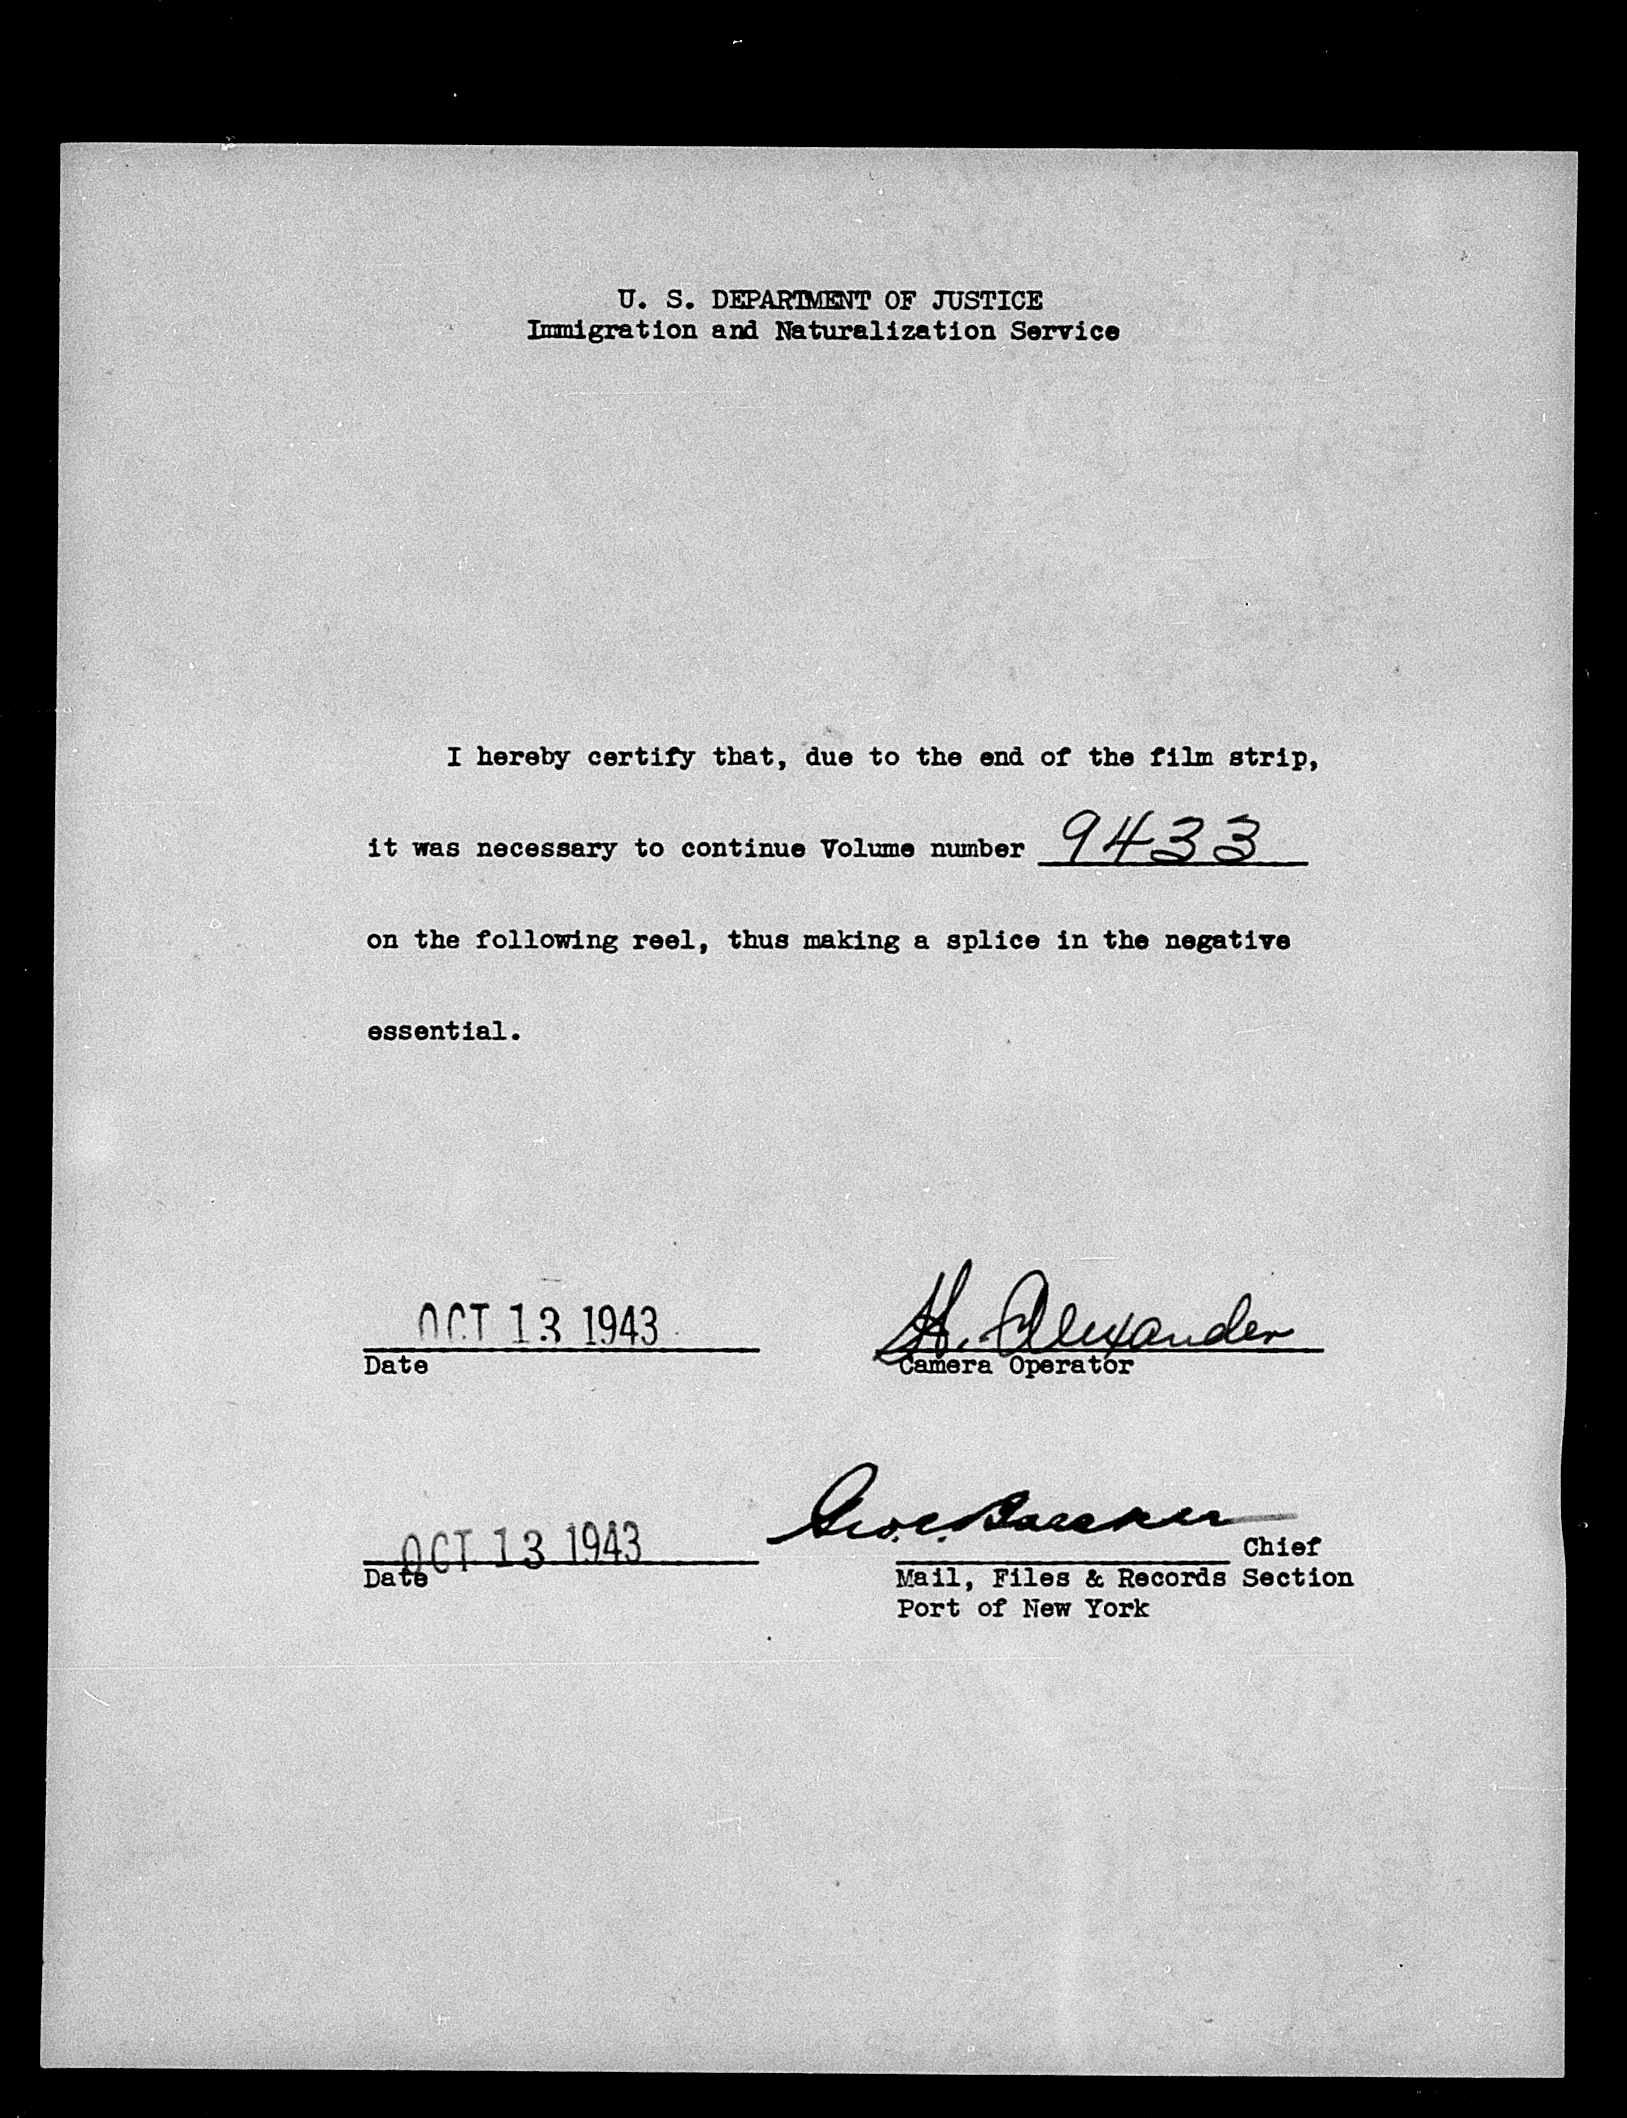 U. S. DEPARTMENT OF JUSTICE
Immigration and Naturalization Service
I hereby certify that, due to the end of the film strip,
it was necessary to continue Volume number 9433
on the following reel, thus making a splice in the negative
essential.
OCT 13 1943
Date
H. Alexander
Camera Operator
OCT 13 1943
Date
Geo. C.
Chief
Mail, Files & Records Section
Port of New York